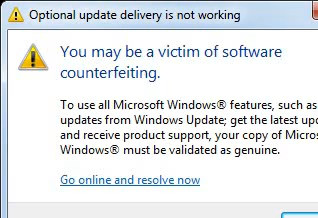 Optional update delivery is not working
You may be a victim of software
counterfeiting.
To use all Microsoft Windows® features, such as
updates from Windows Update; get the latest
and receive product support, your copy of
Windows® must be validated as genuine.
Go online and resolve now